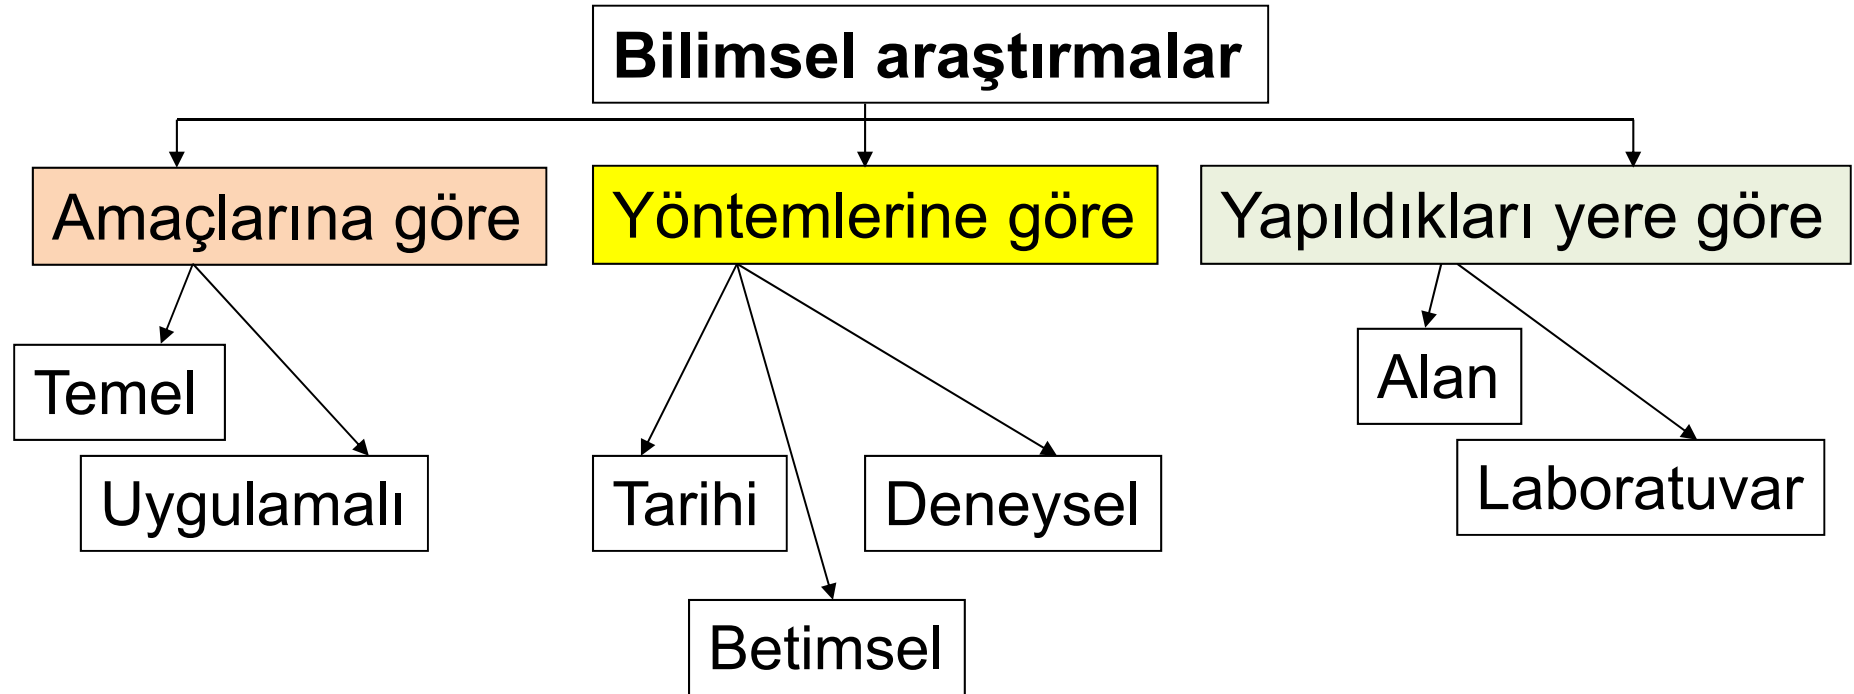 Bilimsel araştırmalar
Amaçlarına göre
Yöntemlerine göre
Yapıldıkları yere göre
Temel
Uygulamalı
Tarihi
Deneysel
Betimsel
Alan
Laboratuvar